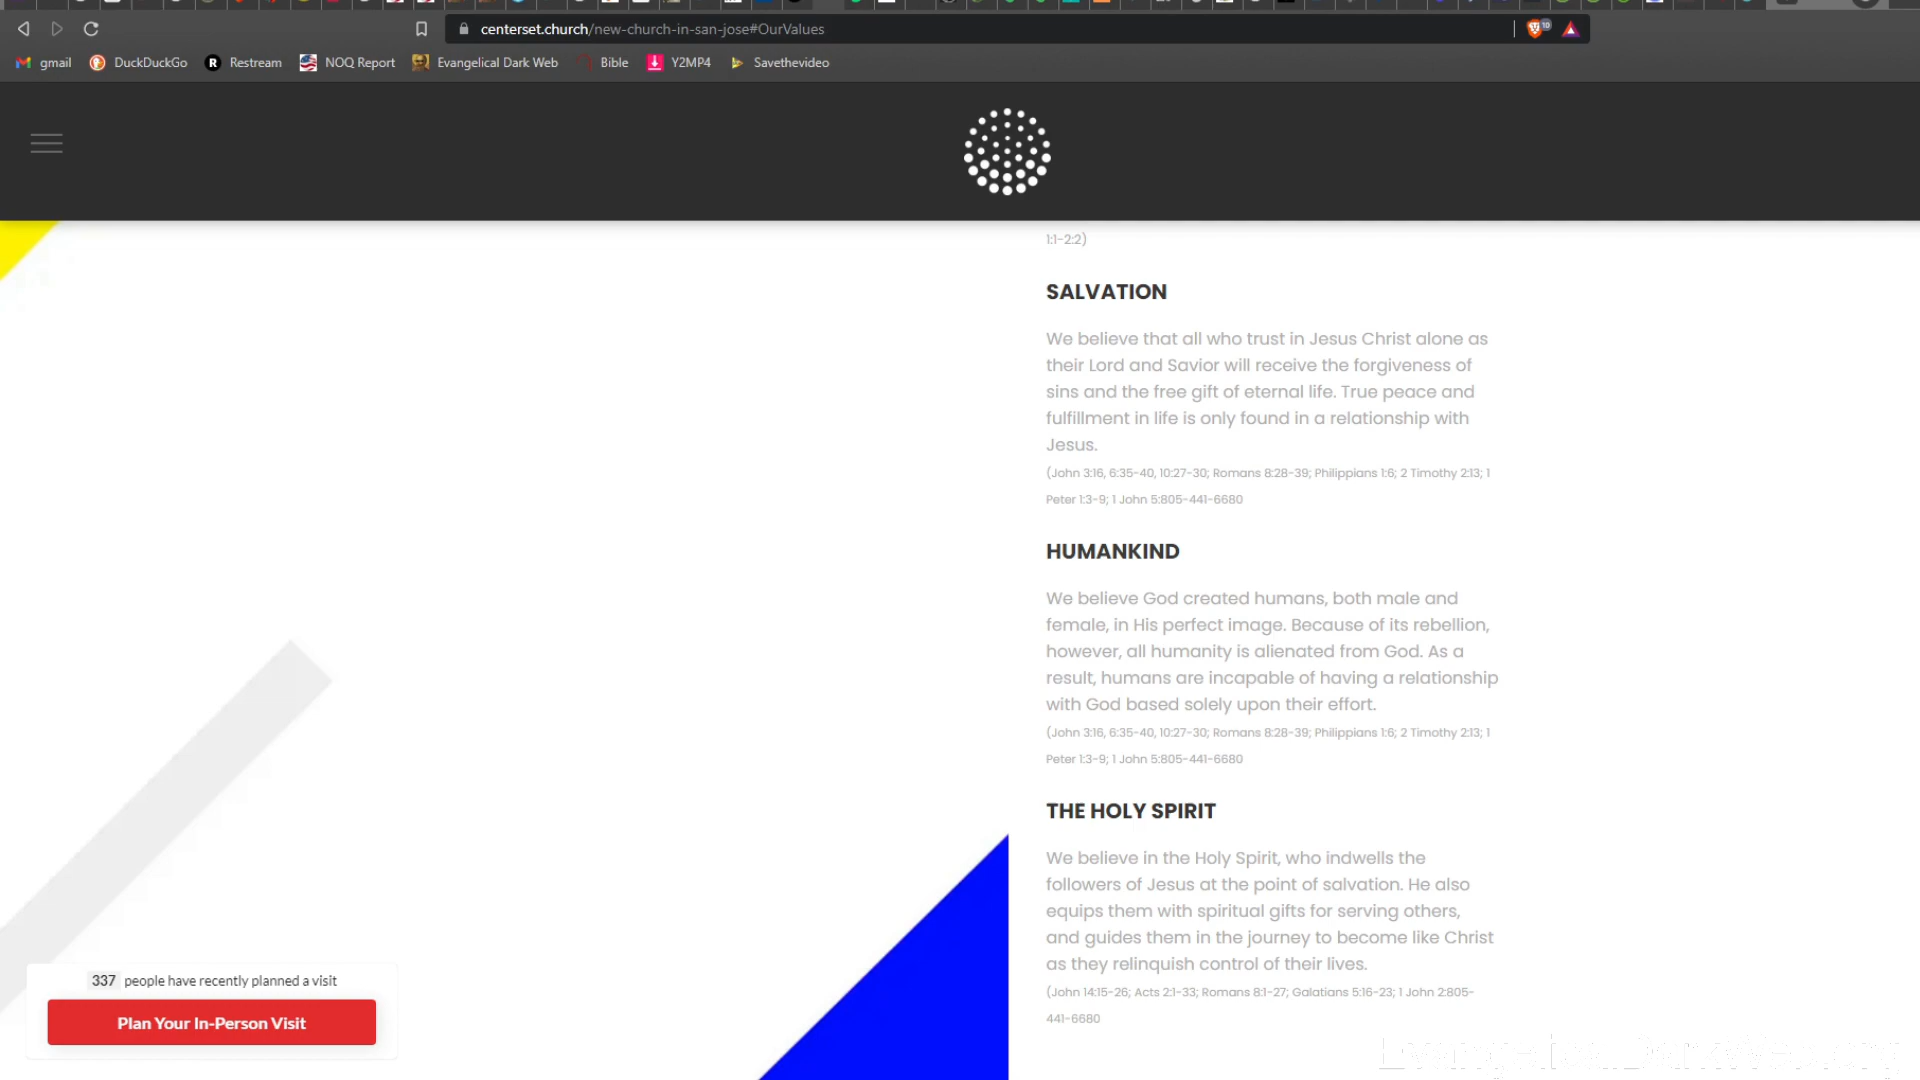 centerset.church/new-church-in-san-jose#OurValues
10
gmail DuckDuckGo R Restream NOQ Report Evangelical Dark Web Bible Y2MP4 Savethevideo
1:1-2:2)
SALVATION
We believe that all who trust in Jesus Christ alone as
their Lord and Savior will receive the forgiveness of
sins and the free gift of eternal life. True peace and
fulfillment in life is only found in a relationship with
Jesus.
(John 3:16, 6:35-40, 10:27-30; Romans 8:28-39; Philippians 1:6; 2 Timothy 2:13; 1
Peter 1:3-9; 1 John 5:805-441-6680
HUMANKIND
We believe God created humans, both male and
female, in His perfect image. Because of its rebellion,
however, all humanity is alienated from God. As a
result, humans are incapable of having a relationship
with God based solely upon their effort.
(John 3:16, 6:35-40, 10:27-30; Romans 8:28-39; Philippians 1:6; 2 Timothy 2:13; 1
Peter 1:3-9; 1 John 5:805-441-6680
THE HOLY SPIRIT
We believe in the Holy Spirit, who indwells the
followers of Jesus at the point of salvation. He also
equips them with spiritual gifts for serving others,
and guides them in the journey to become like Christ
as they relinquish control of their lives.
(John 14:15-26; Acts 2:1-33; Romans 8:1-27; Galatians 5:16-23; 1 John 2:805-
441-6680
337 people have recently planned a visit
Plan Your In-Person Visit